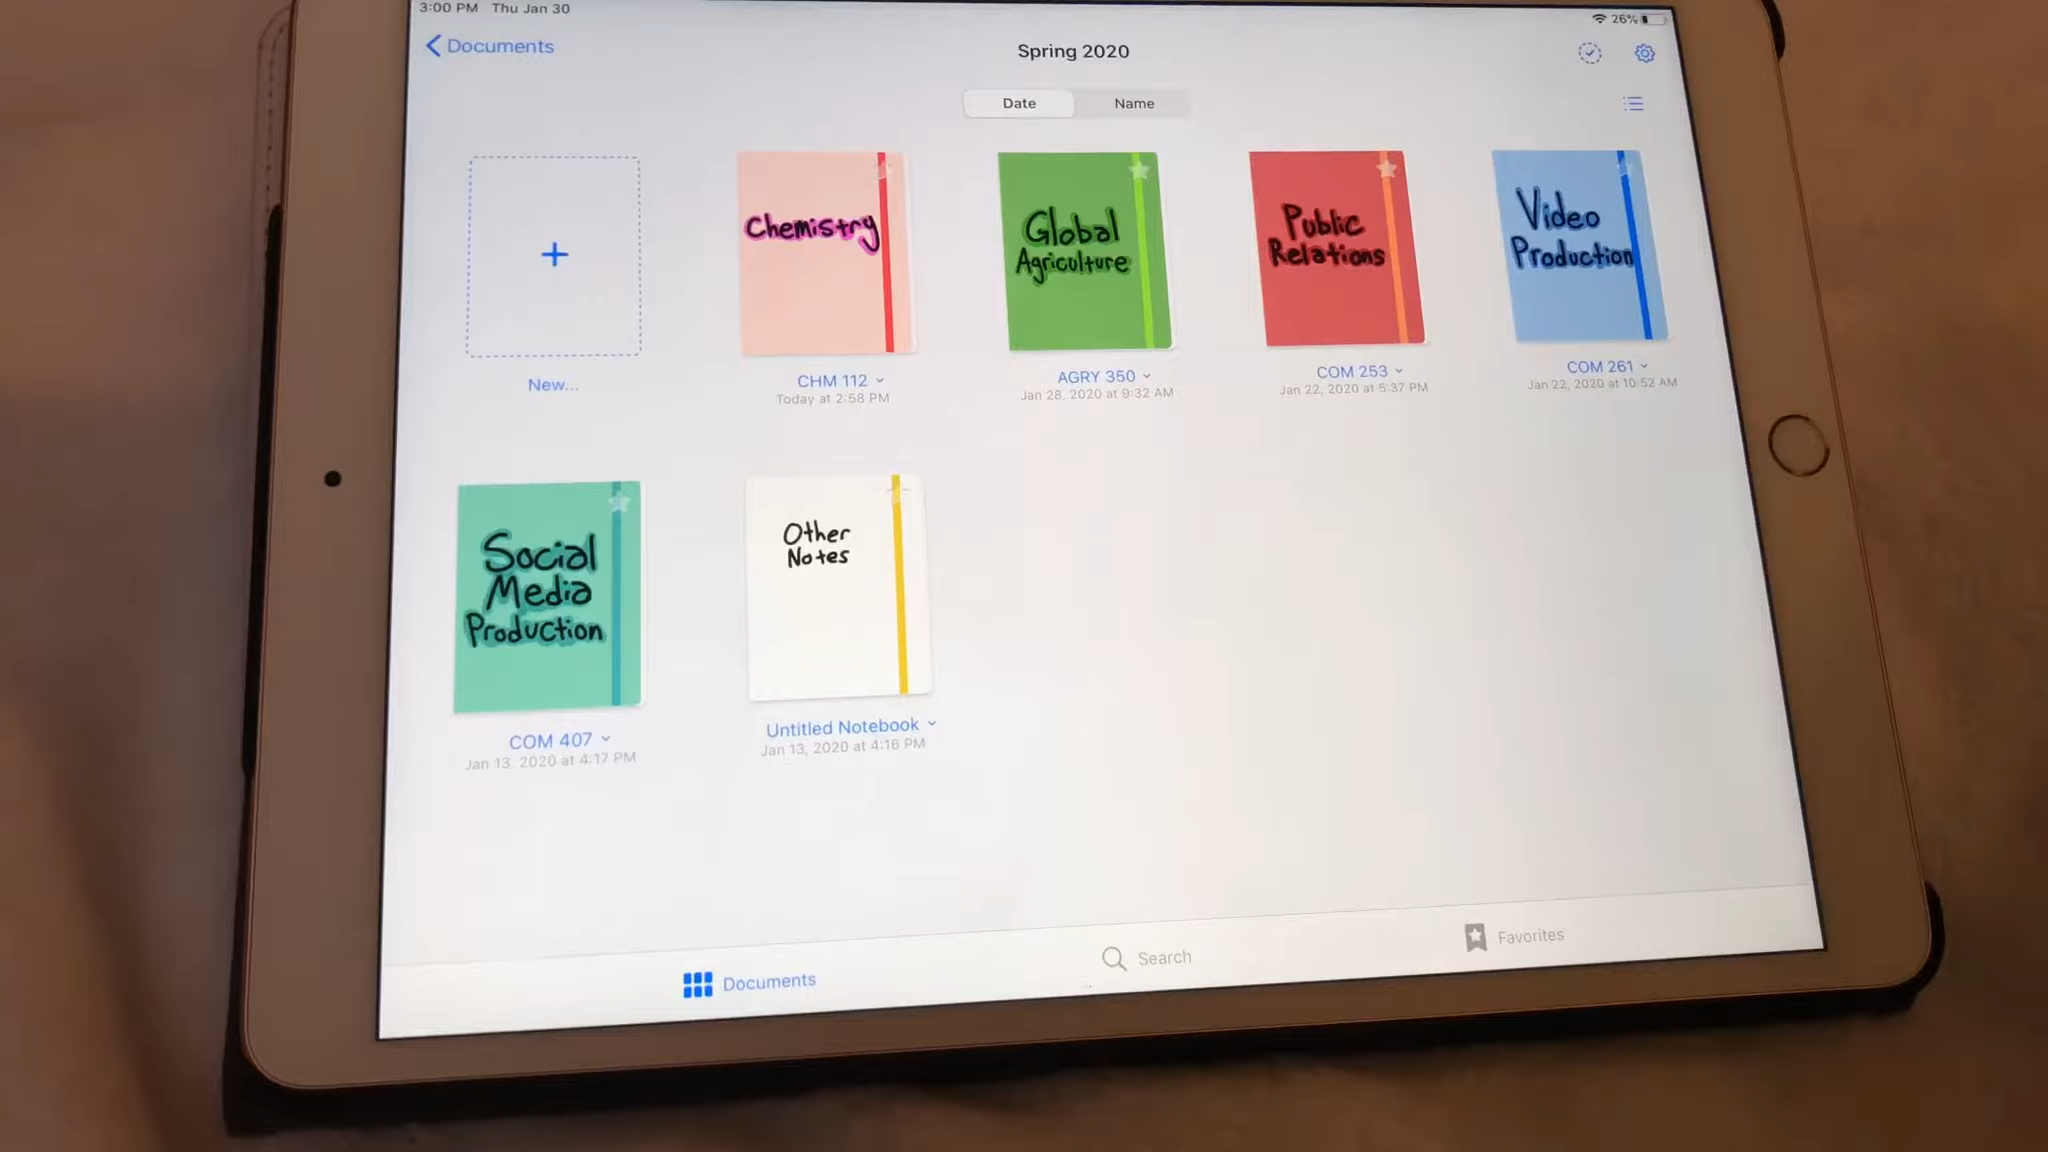 3:00 PM Thu Jan 30
26%
Documents
Spring 2020
Date
Name
Chemistry
Global
Agriculture
Public
Relations
Video
Production
New...
CHM 112
Today at 2:58 PM
AGRY 350
Jan 28, 2020 at 9:32 AM
COM 253
Jan 22, 2020 at 5:37 PM
COM 261
Jan 22, 2020 at 10:52 AM
Social
Media
Production
Other
Notes
COM 407
Jan 13, 2020 at 4:17 PM
Untitled Notebook
Jan 13, 2020 at 4:16 PM
Documents
Search
Favorites